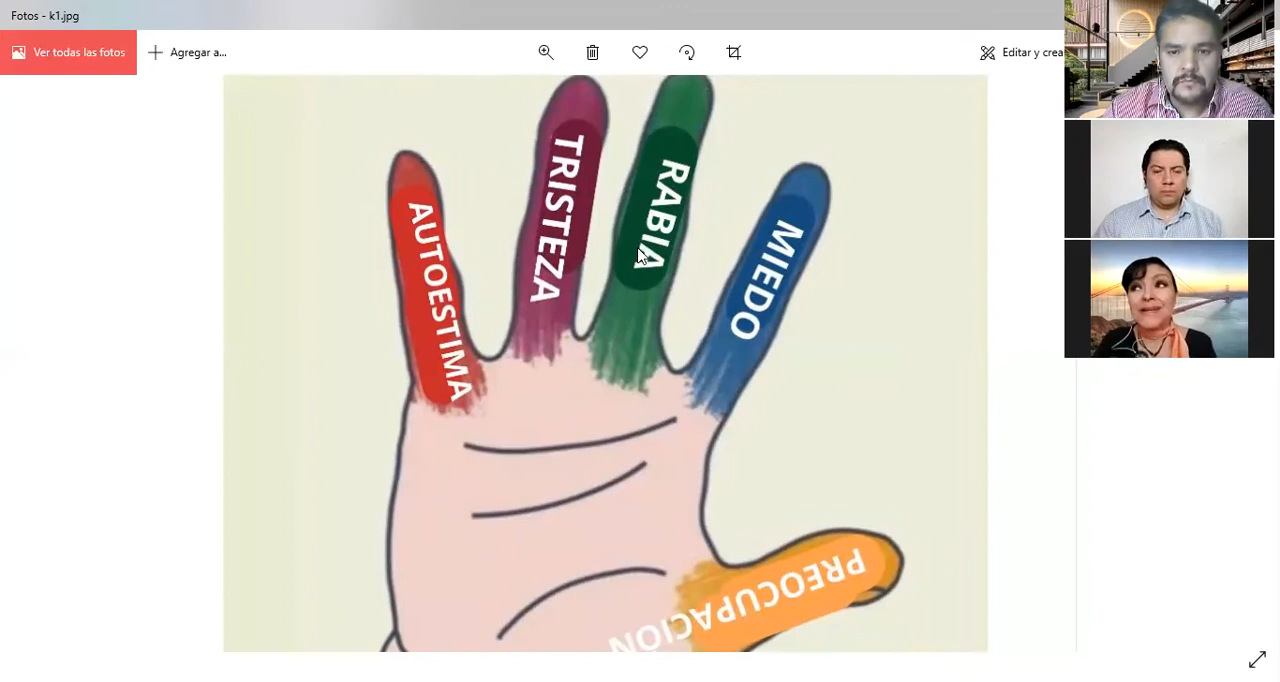 Fotos - k1.jpg
Ver todas las fotos
Agregar a...
Editar y crea
AUTOESTIMA
TRISTEZA
RABIA
MIEDO
PREOCUPACION